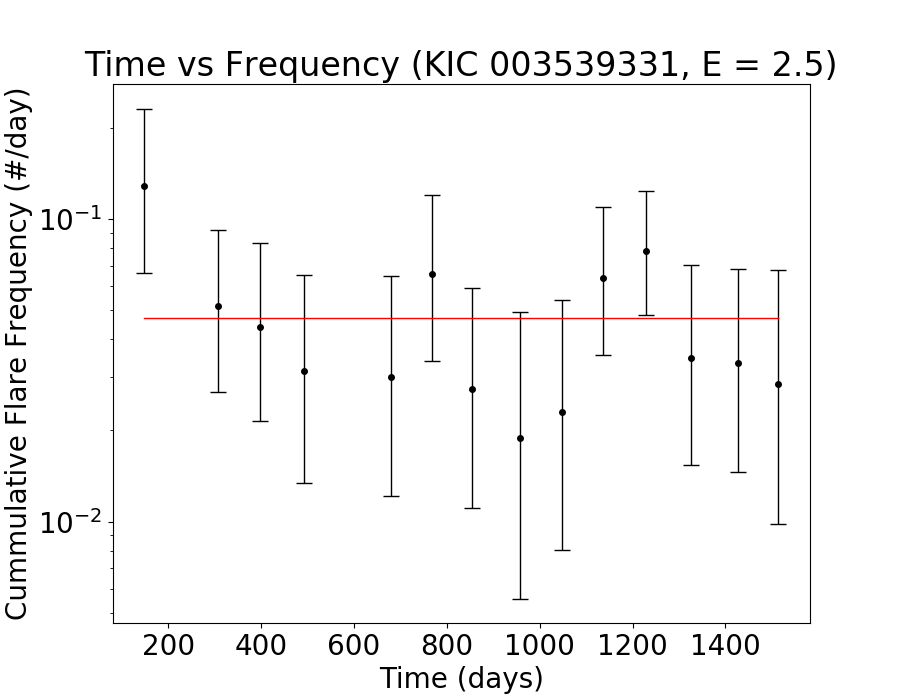 Time vs Frequency (KIC 003539331, E = 2.5)
Cummulative Flare Frequency (#/day)
10⁻¹
10⁻²
200 400 600 800 1000 1200 1400
Time (days)